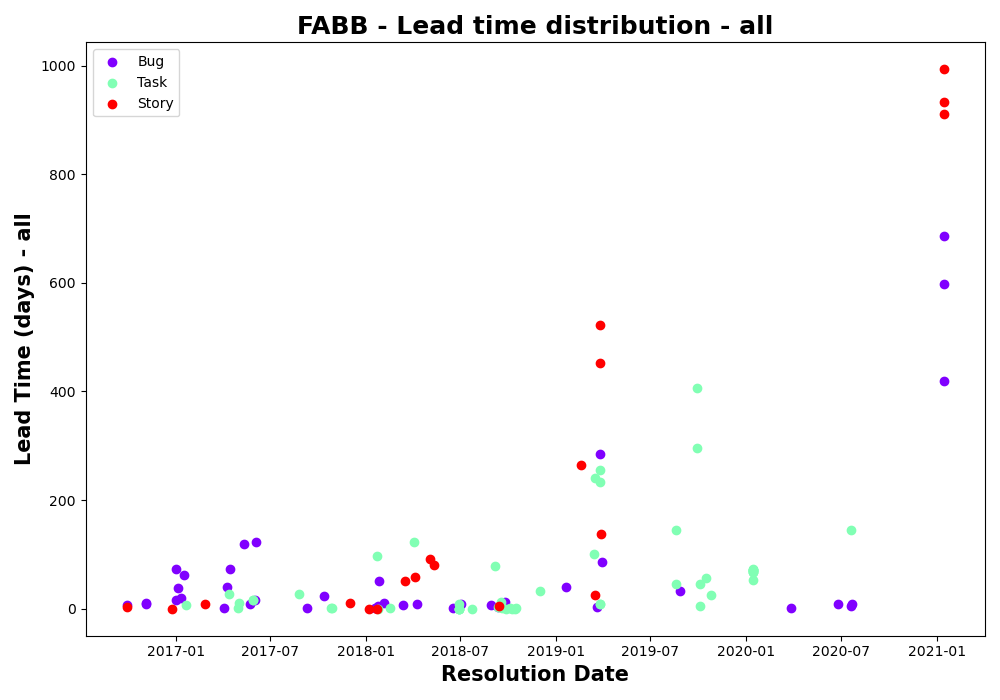 FABB - Lead time distribution - all
Bug
Task
Story
Lead Time (days) - all
1000
800
600
400
200
0
2017-01 2017-07 2018-01 2018-07 2019-01 2019-07 2020-01 2020-07 2021-01
Resolution Date